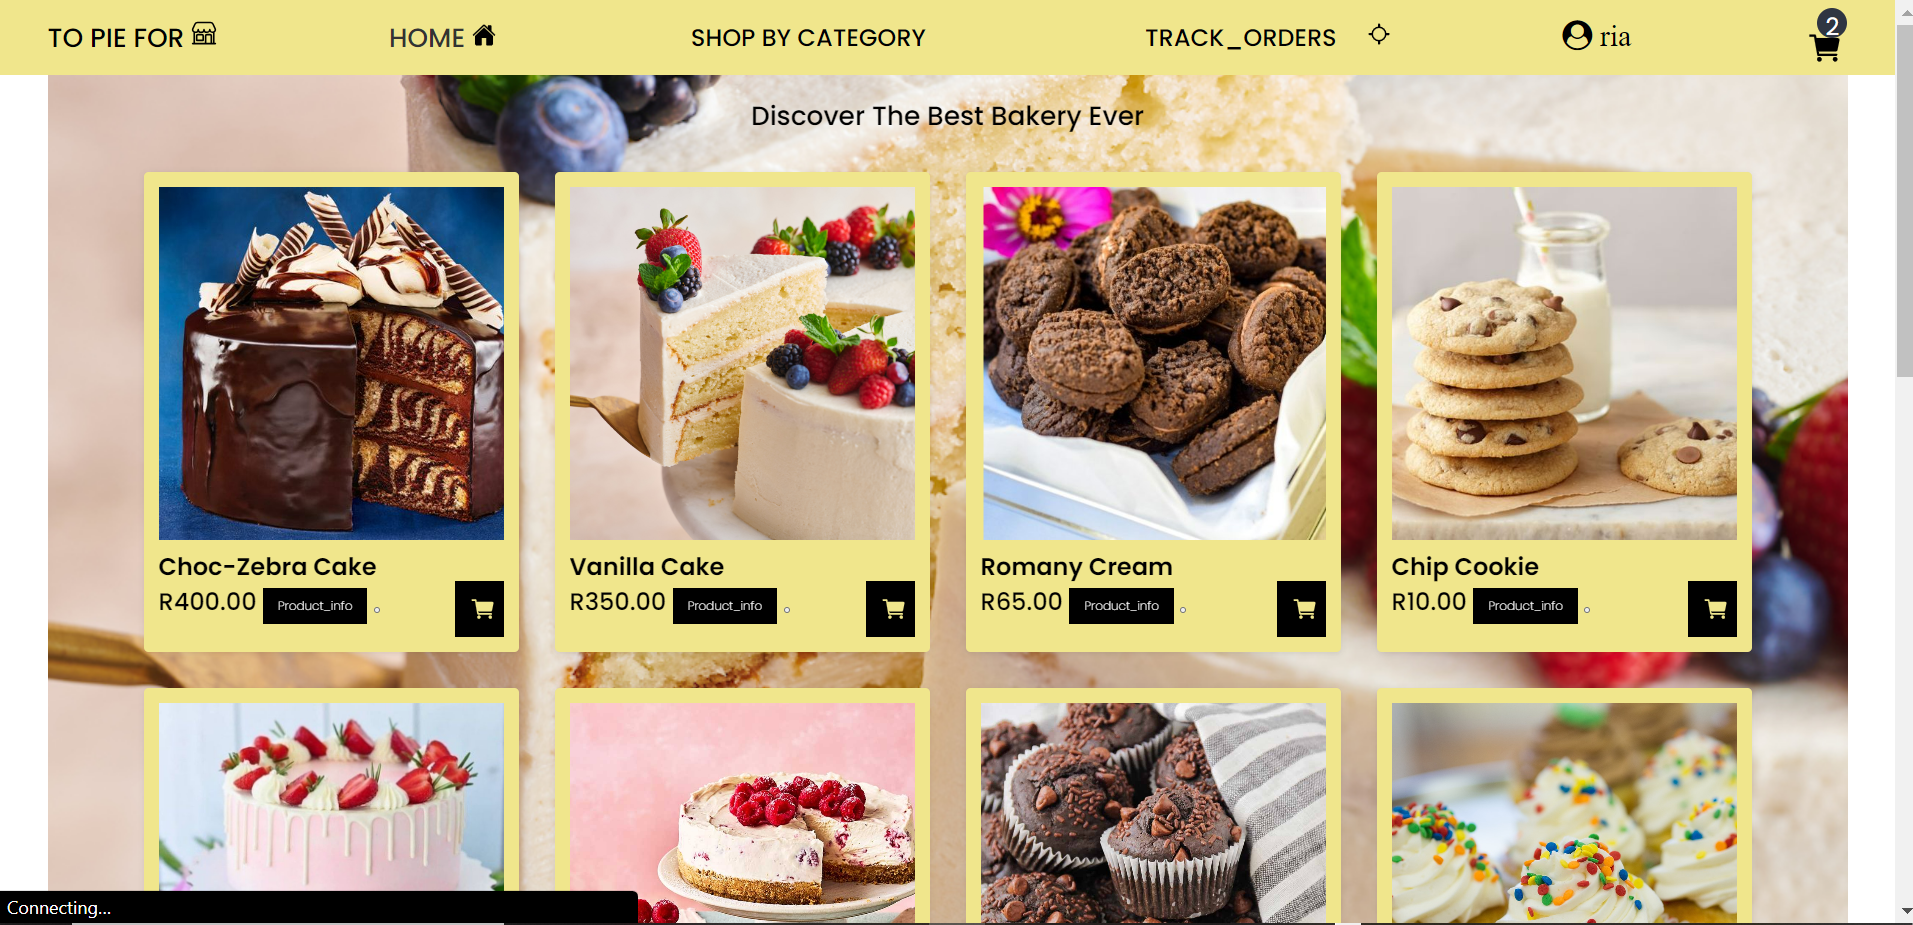 TO PIE FOR
HOME
SHOP BY CATEGORY
TRACK_ORDERS
ria
2
Discover The Best Bakery Ever
Choc-Zebra Cake
R400.00 Product_info
Vanilla Cake
R350.00 Product_info
Romany Cream
R65.00 Product_info
Chip Cookie
R10.00 Product_info
Connecting...